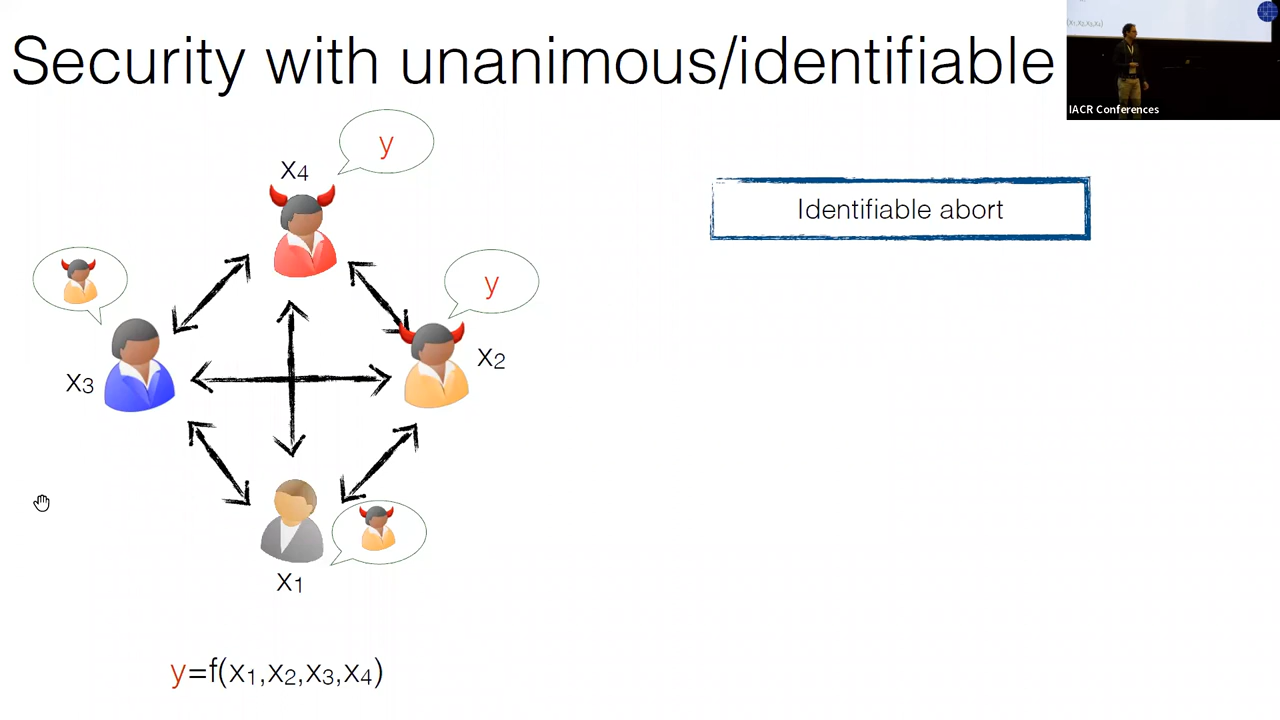 Security with unanimous/identifiable
IACR Conferences
y
x4
Identifiable abort
y
x2
x3
x1
y=f(x1,x2,x3,x4)